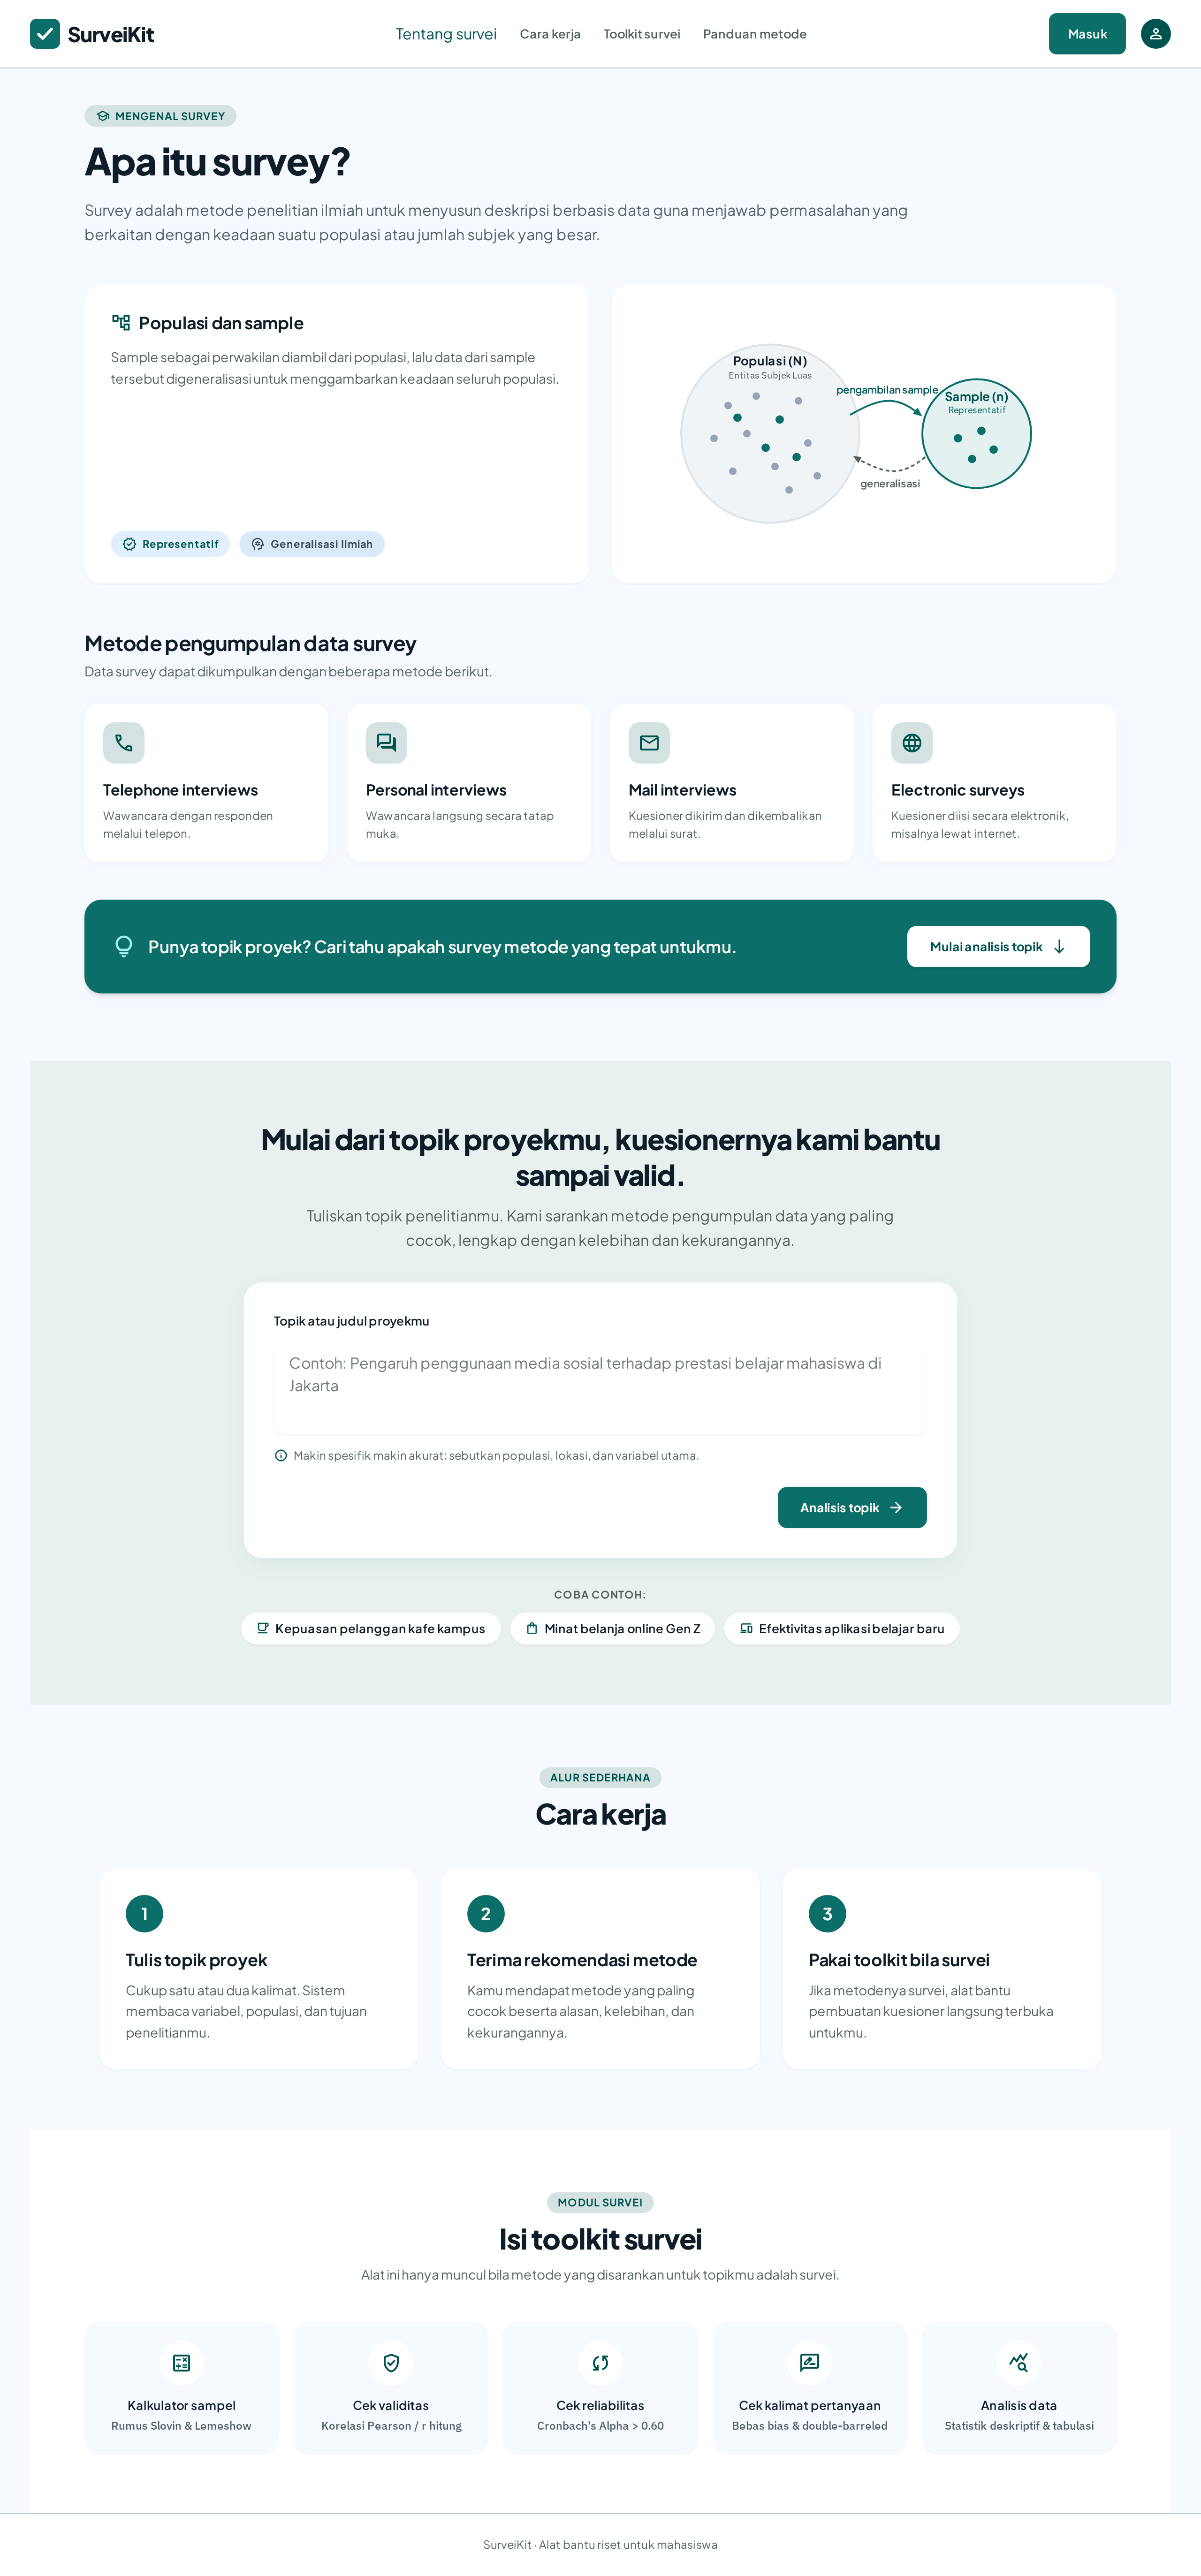 SurveiKit
Tentang survei
Cara kerja
Toolkit survei
Panduan metode
Masuk
MENGENAL SURVEY
Apa itu survey?
Survey adalah metode penelitian ilmiah untuk menyusun deskripsi berbasis data guna menjawab permasalahan yang
berkaitan dengan keadaan suatu populasi atau jumlah subjek yang besar.
Populasi dan sample
Sample sebagai perwakilan diambil dari populasi, lalu data dari sample
tersebut digeneralisasi untuk menggambarkan keadaan seluruh populasi.
Representatif
Generalisasi Ilmiah
Populasi (N)
Entitas Subjek Luas
pengambilan sample
Sample (n)
Representatif
generalisasi
Metode pengumpulan data survey
Data survey dapat dikumpulkan dengan beberapa metode berikut.
Telephone interviews
Wawancara dengan responden
melalui telepon.
Personal interviews
Wawancara langsung secara tatap
muka.
Mail interviews
Kuesioner dikirim dan dikembalikan
melalui surat.
Electronic surveys
Kuesioner diisi secara elektronik,
misalnya lewat internet.
Punya topik proyek? Cari tahu apakah survey metode yang tepat untukmu.
Mulai analisis topik
Mulai dari topik proyekmu, kuesionernya kami bantu
sampai valid.
Tuliskan topik penelitianmu. Kami sarankan metode pengumpulan data yang paling
cocok, lengkap dengan kelebihan dan kekurangannya.
Topik atau judul proyekmu
Contoh: Pengaruh penggunaan media sosial terhadap prestasi belajar mahasiswa di
Jakarta
Makin spesifik makin akurat: sebutkan populasi, lokasi, dan variabel utama.
Analisis topik
COBA CONTOH:
Kepuasan pelanggan kafe kampus
Minat belanja online Gen Z
Efektivitas aplikasi belajar baru
ALUR SEDERHANA
Cara kerja
1
Tulis topik proyek
Cukup satu atau dua kalimat. Sistem
membaca variabel, populasi, dan tujuan
penelitianmu.
2
Terima rekomendasi metode
Kamu mendapat metode yang paling
cocok beserta alasan, kelebihan, dan
kekurangannya.
3
Pakai toolkit bila survei
Jika metodenya survei, alat bantu
pembuatan kuesioner langsung terbuka
untukmu.
MODUL SURVEI
Isi toolkit survei
Alat ini hanya muncul bila metode yang disarankan untuk topikmu adalah survei.
Kalkulator sampel
Rumus Slovin & Lemeshow
Cek validitas
Korelasi Pearson / r hitung
Cek reliabilitas
Cronbach's Alpha > 0.60
Cek kalimat pertanyaan
Bebas bias & double-barreled
Analisis data
Statistik deskriptif & tabulasi
SurveiKit · Alat bantu riset untuk mahasiswa